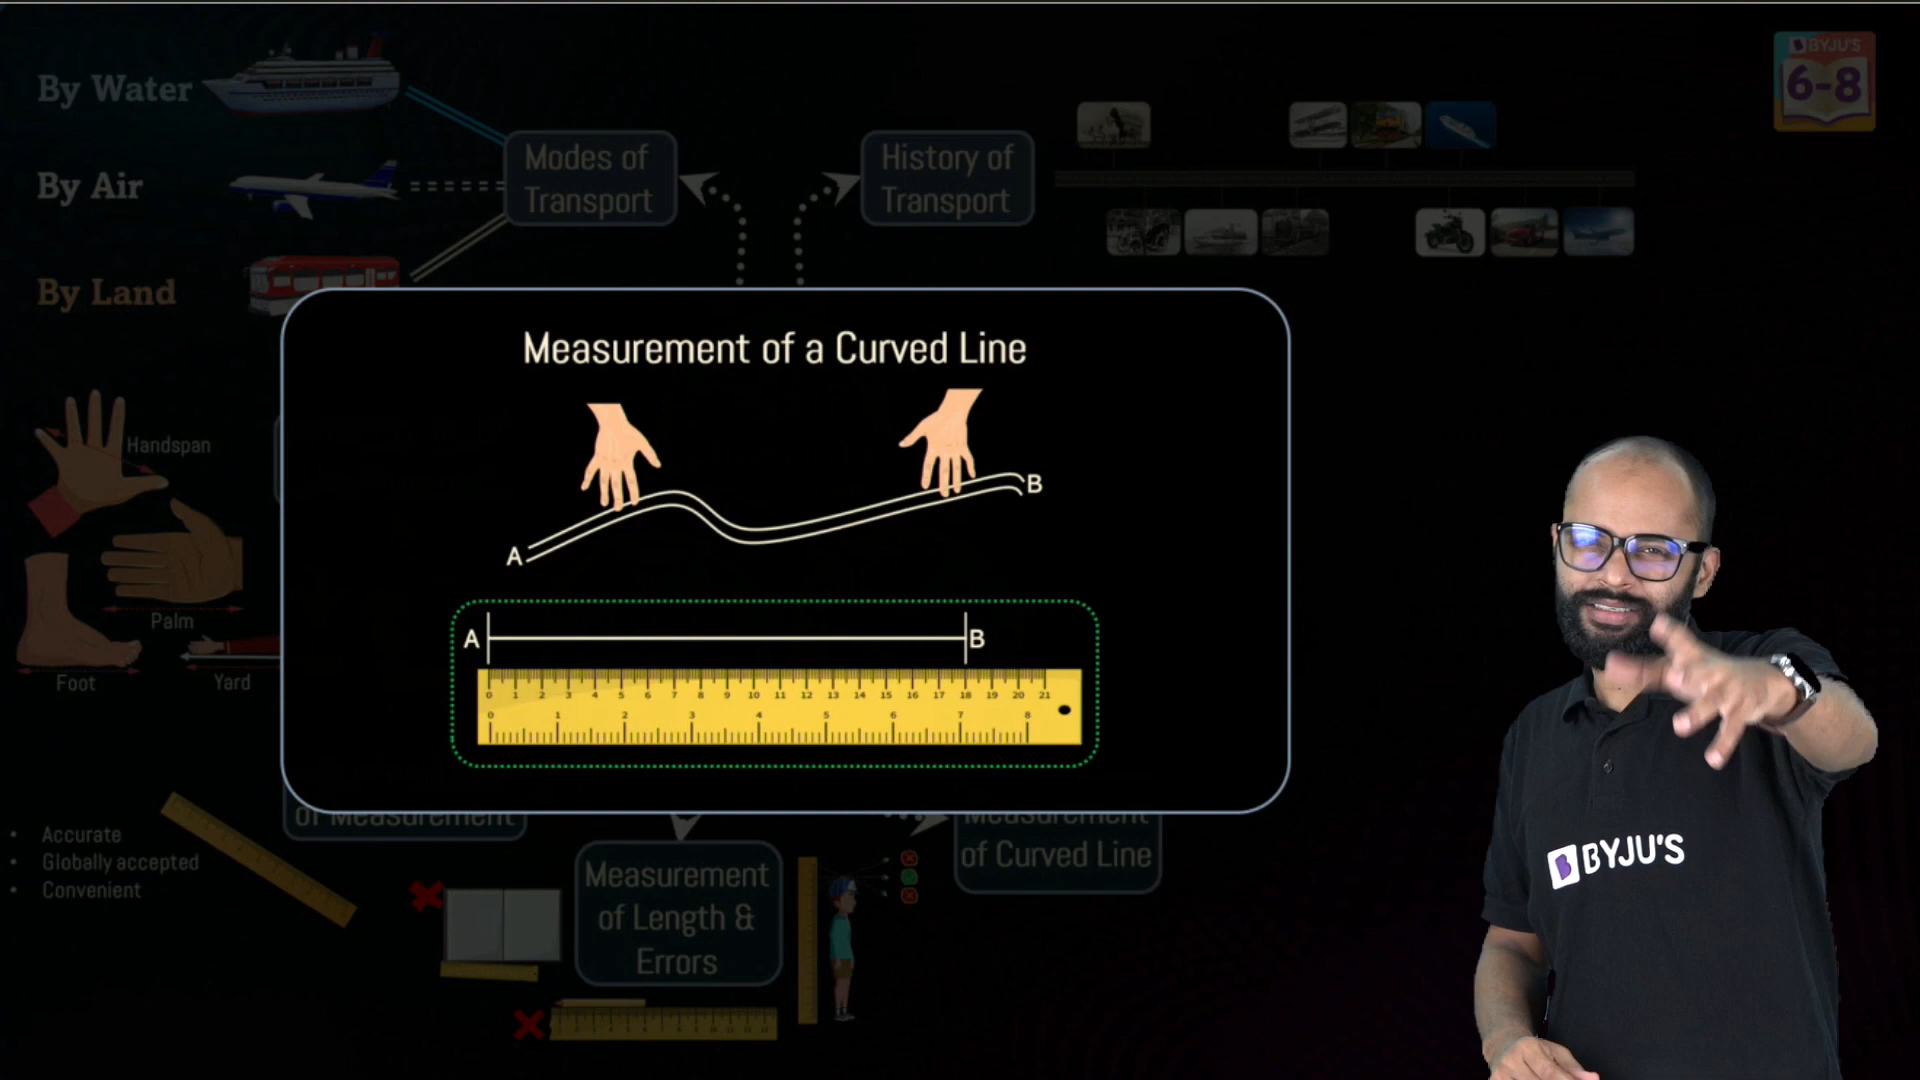 By Water
By Air
By Land
Modes of
Transport
History of
Transport
BYJU'S
6-8
Measurement of a Curved Line
A
B
A
B
0 1 2 3 4 5 6 7 8 9 10 11 12 13 14 15 16 17 18 19 20 21
0 1 2 3 4 5 6 7 8
Handspan
Palm
Foot
Yard
Accurate
Globally accepted
Convenient
of Measurement
Measurement
of Length &
Errors
Measurement
of Curved Line
BYJU'S